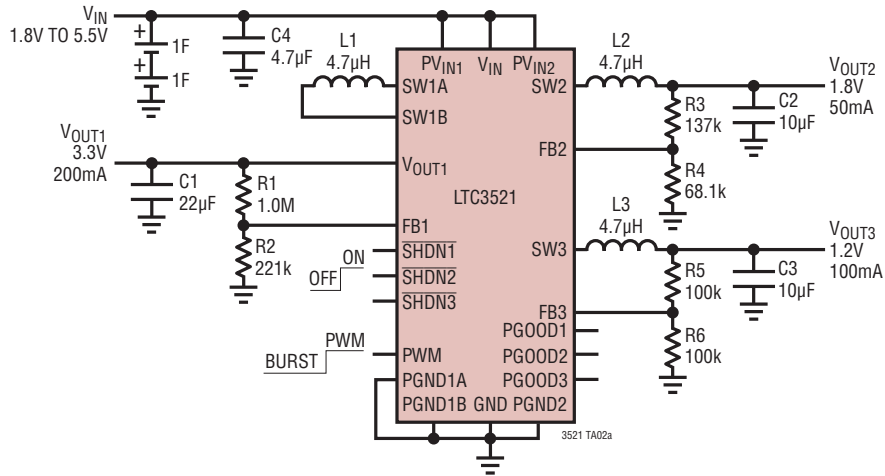 VIN
1.8V TO 5.5V
+
1F
+
1F
C4
4.7µF
L1
4.7µH
PVIN1
VIN
PVIN2
SW1A
SW1B
SW2
L2
4.7µH
VOUT2
1.8V
50mA
R3
137k
C2
10µF
FB2
R4
68.1k
VOUT1
3.3V
200mA
VOUT1
C1
22µF
R1
1.0M
LTC3521
FB1
R2
221k
L3
4.7µH
SW3
VOUT3
1.2V
100mA
R5
100k
C3
10µF
FB3
R6
100k
ON
OFF
SHDN1
SHDN2
SHDN3
PGOOD1
PGOOD2
PGOOD3
PWM
BURST
PWM
PGND1A
PGND1B
GND
PGND2
3521 TA02a